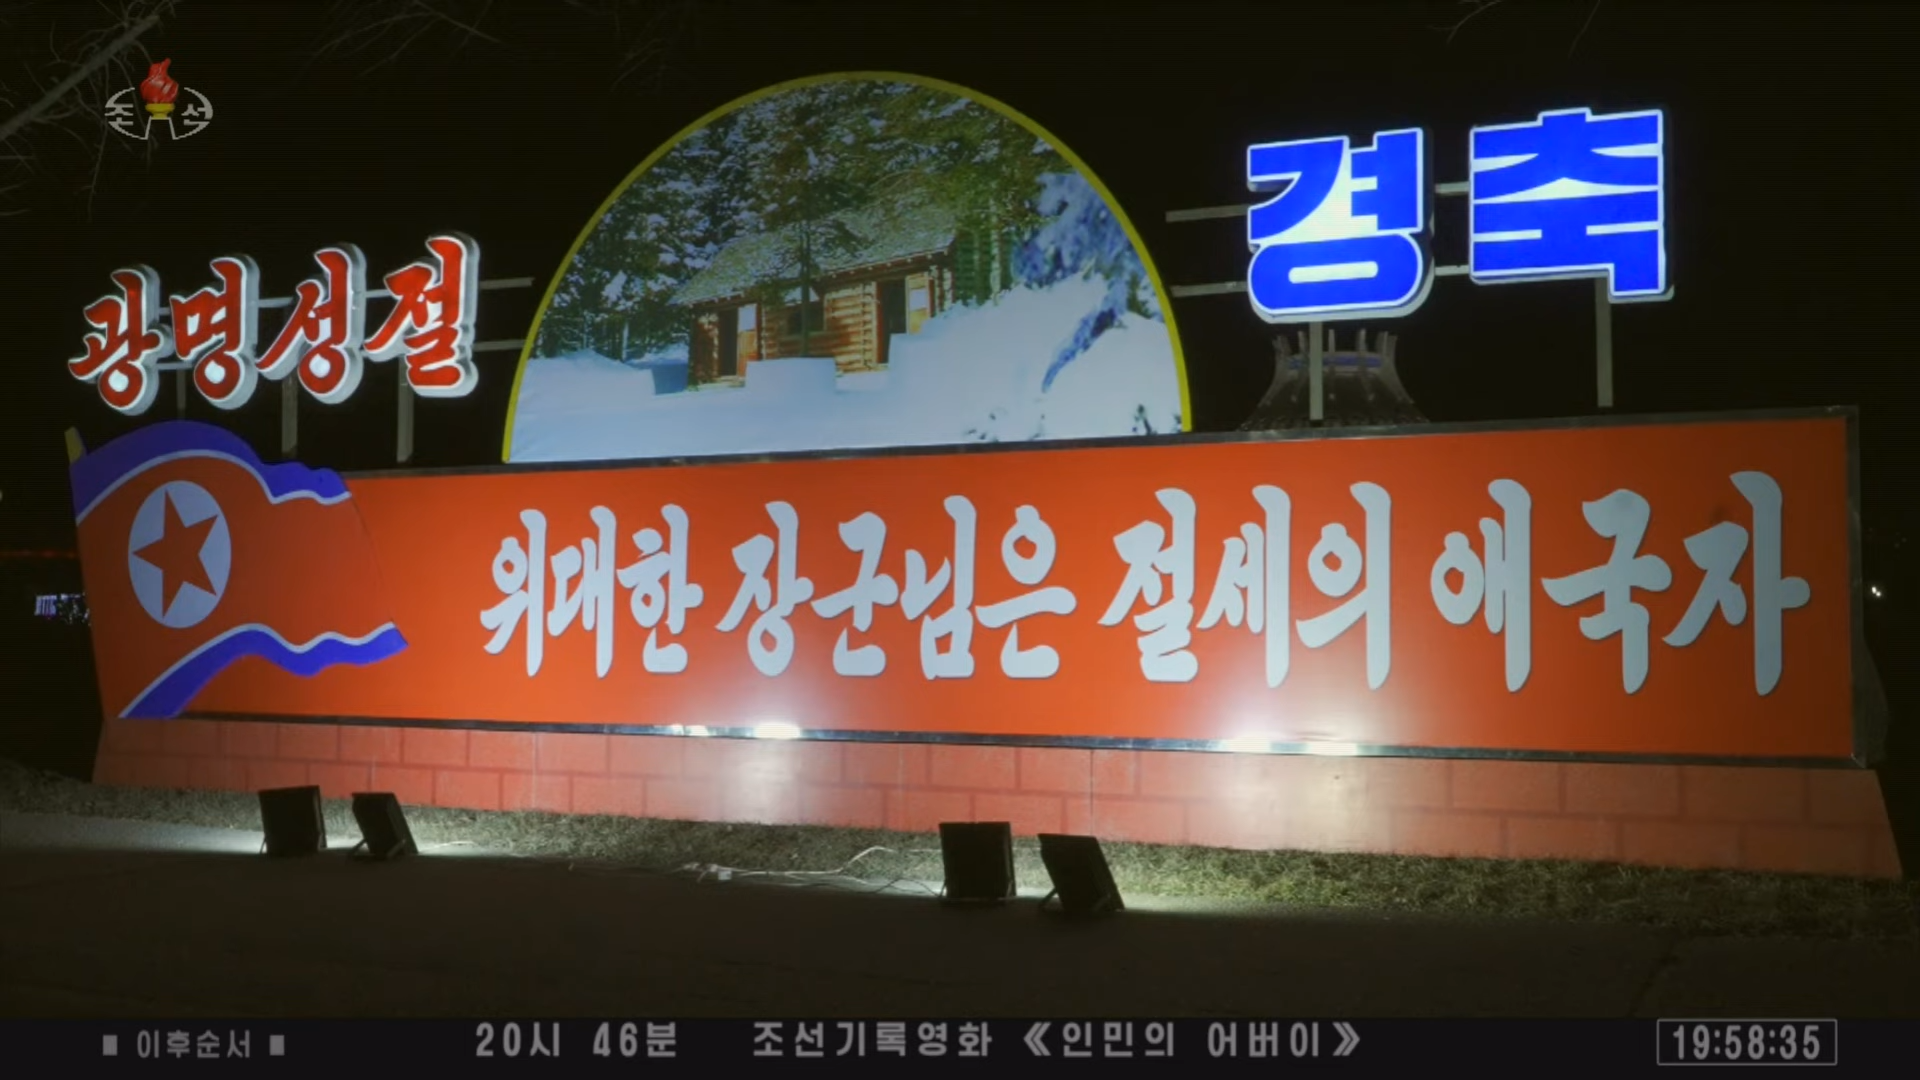 조선
경축
광명성절
위대한 장군님은 절세의 애국자
■ 이후순서 ■ 20시 46분 조선기록영화 《인민의 어버이》 19:58:35